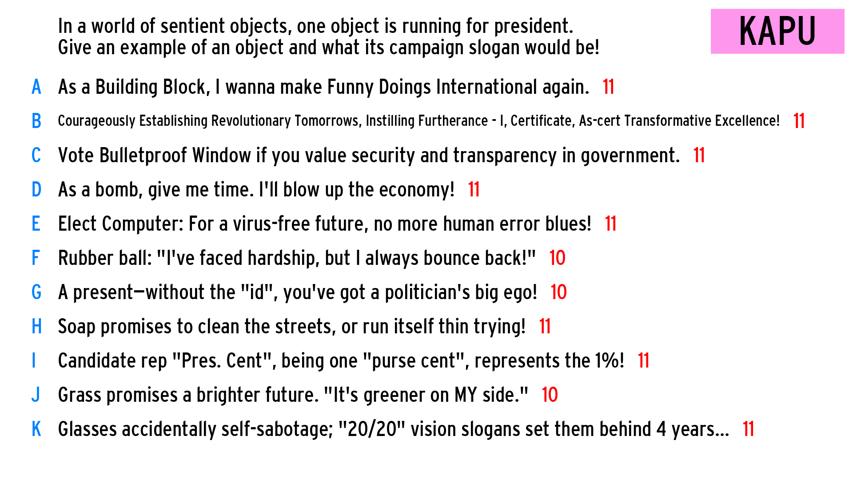 In a world of sentient objects, one object is running for president.
Give an example of an object and what its campaign slogan would be!
KAPU
A As a Building Block, I wanna make Funny Doings International again. 11
B Courageously Establishing Revolutionary Tomorrows, Instilling Furtherance - I, Certificate, As-cert Transformative Excellence! 11
C Vote Bulletproof Window if you value security and transparency in government. 11
D As a bomb, give me time. I'll blow up the economy! 11
E Elect Computer: For a virus-free future, no more human error blues! 11
F Rubber ball: "I've faced hardship, but I always bounce back!" 10
G A present—without the "id", you've got a politician's big ego! 10
H Soap promises to clean the streets, or run itself thin trying! 11
I Candidate rep "Pres. Cent", being one "purse cent", represents the 1%! 11
J Grass promises a brighter future. "It's greener on MY side." 10
K Glasses accidentally self-sabotage; "20/20" vision slogans set them behind 4 years... 11